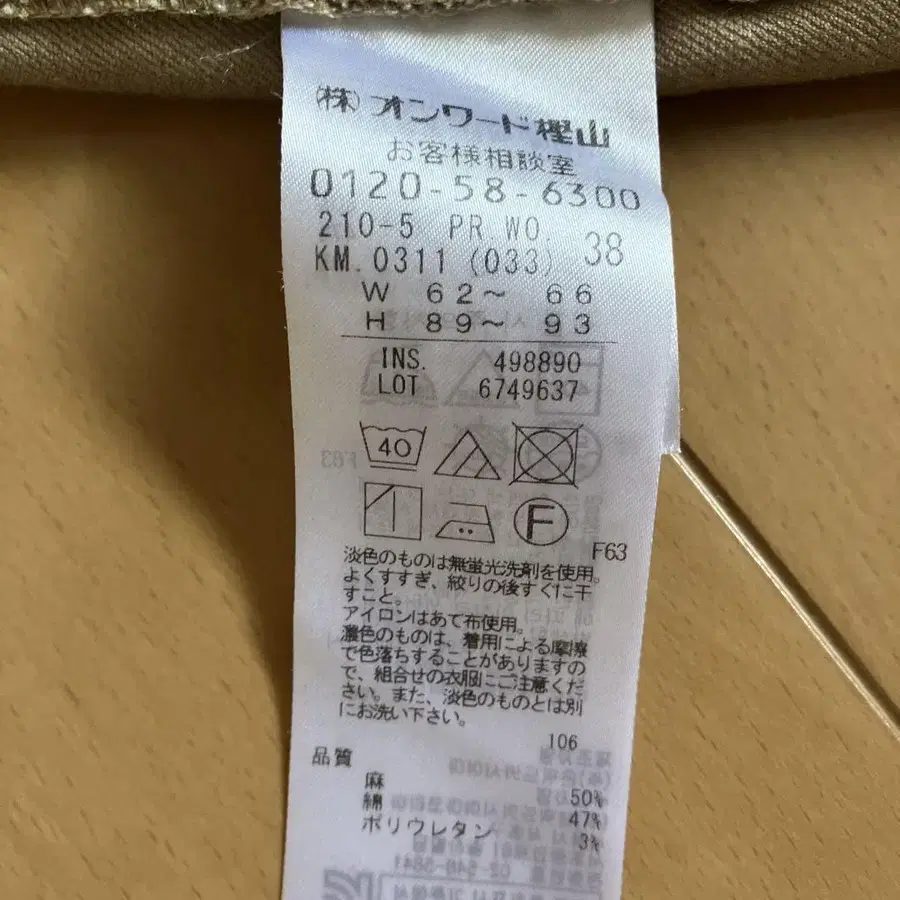 (株)オンワード樫山
お客様相談室
0120-58-6300
210-5 PR WO. 38
KM.0311 (033)
W 62～ 66
H 89～ 93
INS. 498890
LOT 6749637
40
F
F63
淡色のものは無蛍光洗剤を使用。
よくすすぎ、絞りの後すぐに干
すこと。
アイロンはあて布使用。
濃色のものは、着用による摩擦
で色落ちすることがありますの
で、組合せの衣服にご注意くだ
さい。また、淡色のものとは別
にお洗い下さい。
106
品質
麻 50%
綿 47%
ポリウレタン 3%